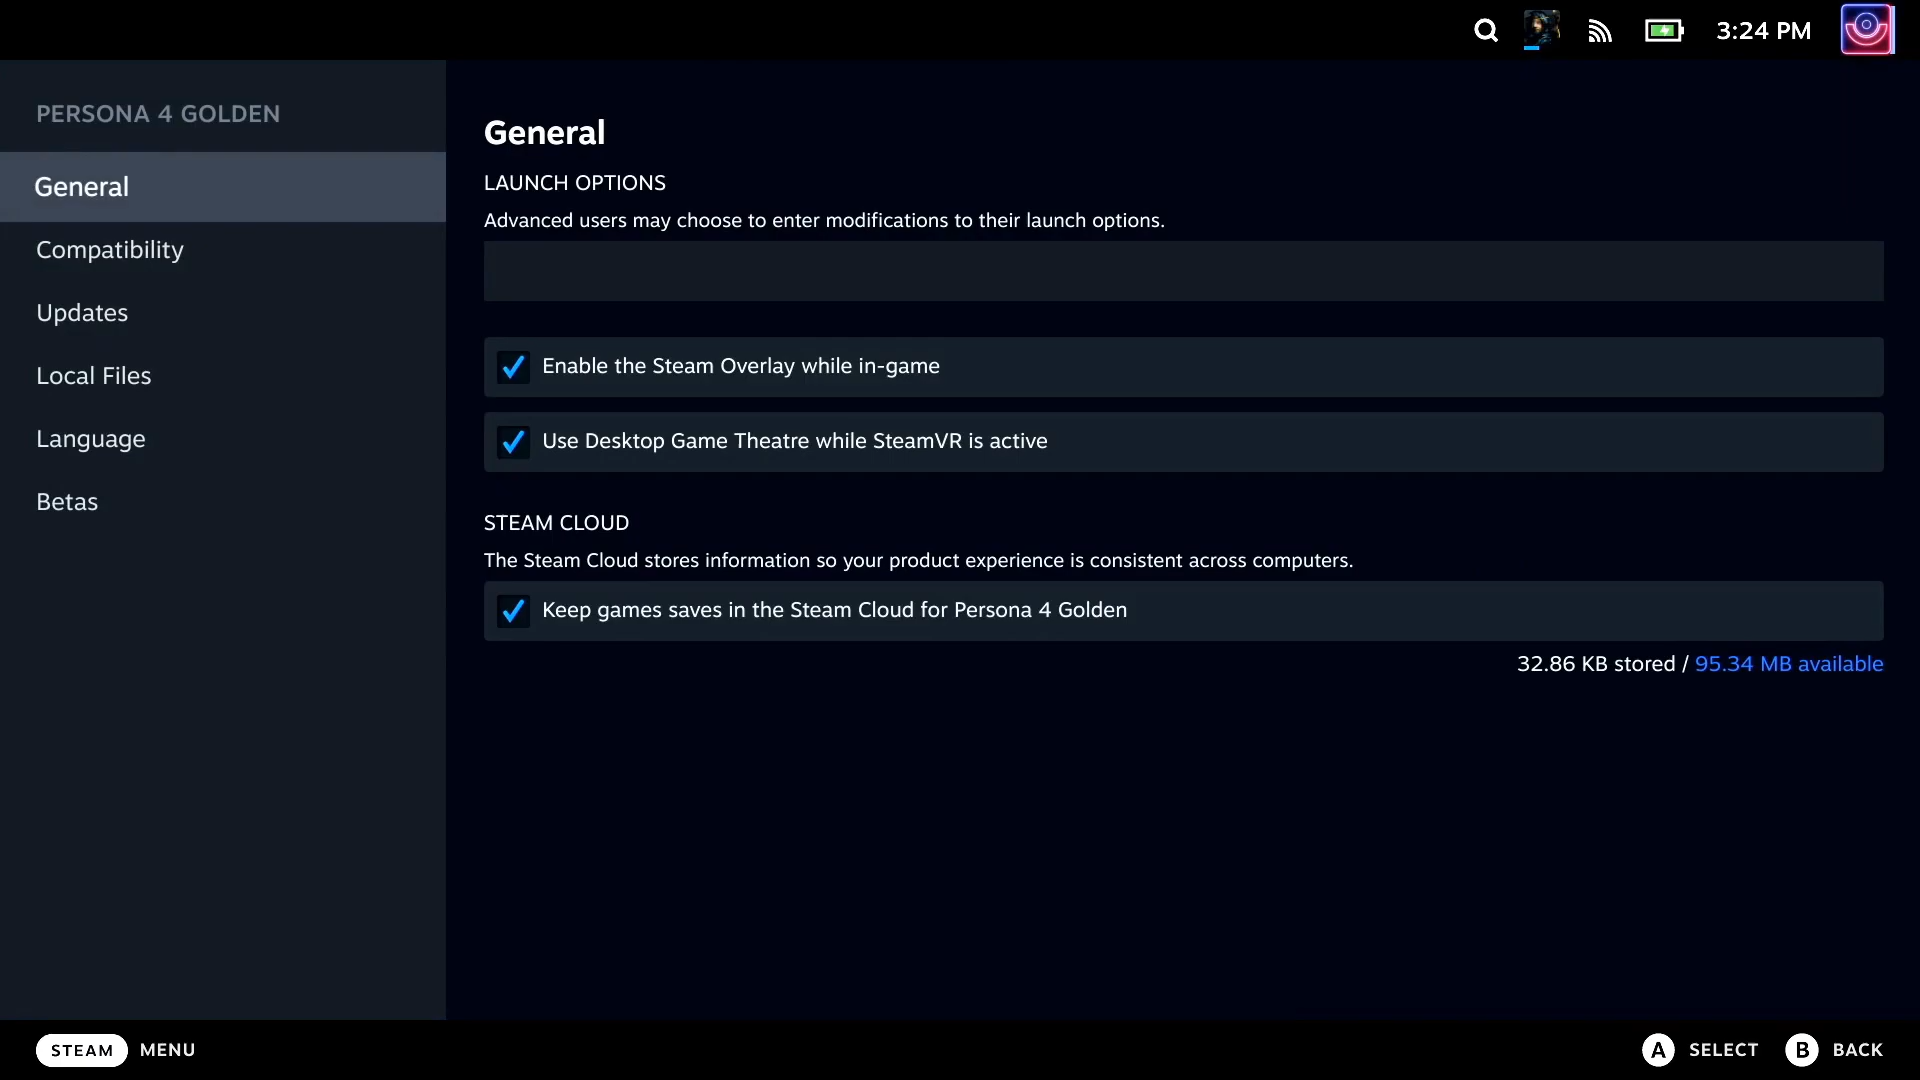 3:24 PM
PERSONA 4 GOLDEN
General
Compatibility
Updates
Local Files
Language
Betas
General
LAUNCH OPTIONS
Advanced users may choose to enter modifications to their launch options.
Enable the Steam Overlay while in-game
Use Desktop Game Theatre while SteamVR is active
STEAM CLOUD
The Steam Cloud stores information so your product experience is consistent across computers.
Keep games saves in the Steam Cloud for Persona 4 Golden
32.86 KB stored / 95.34 MB available
STEAM MENU
A SELECT B BACK